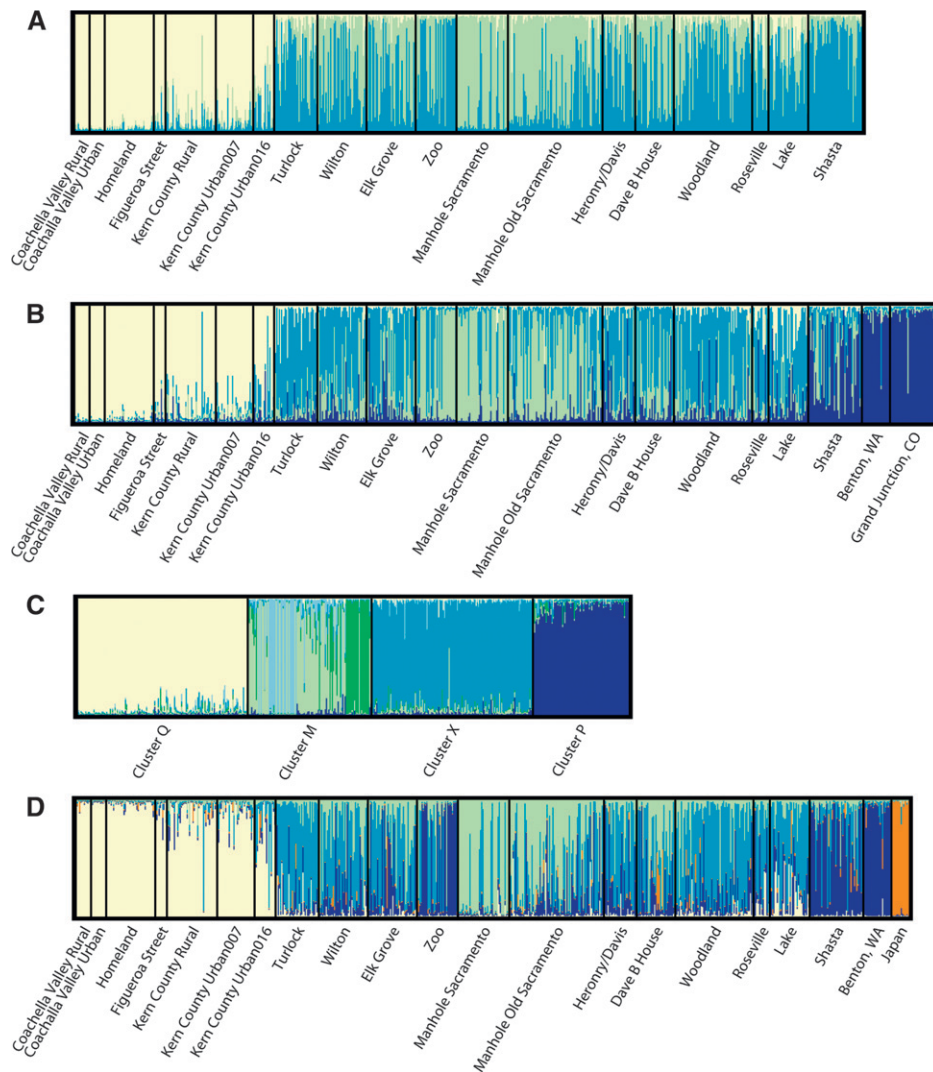 A
Coachella Valley Rural
Coachalla Valley Urban
Homeland
Figueroa Street
Kern County Rural
Kern County Urban007
Kern County Urban016
Turlock
Wilton
Elk Grove
Zoo
Manhole Sacramento
Manhole Old Sacramento
Heronny/Davis
Dave B House
Woodland
Roseville
Lake
Shasta
B
Coachella Valley Rural
Coachalla Valley Urban
Homeland
Figueroa Street
Kern County Rural
Kern County Urban007
Kern County Urban016
Turlock
Wilton
Elk Grove
Zoo
Manhole Sacramento
Manhole Old Sacramento
Heronny/Davis
Dave B House
Woodland
Roseville
Lake
Shasta
Benton, WA
Grand Junction, CO
C
Cluster Q
Cluster M
Cluster X
Cluster P
D
Coachella Valley Rural
Coachalla Valley Urban
Homeland
Figueroa Street
Kern County Rural
Kern County Urban007
Kern County Urban016
Turlock
Wilton
Elk Grove
Zoo
Manhole Sacramento
Manhole Old Sacramento
Heronny/Davis
Dave B House
Woodland
Roseville
Lake
Shasta
Benton, WA
Japan